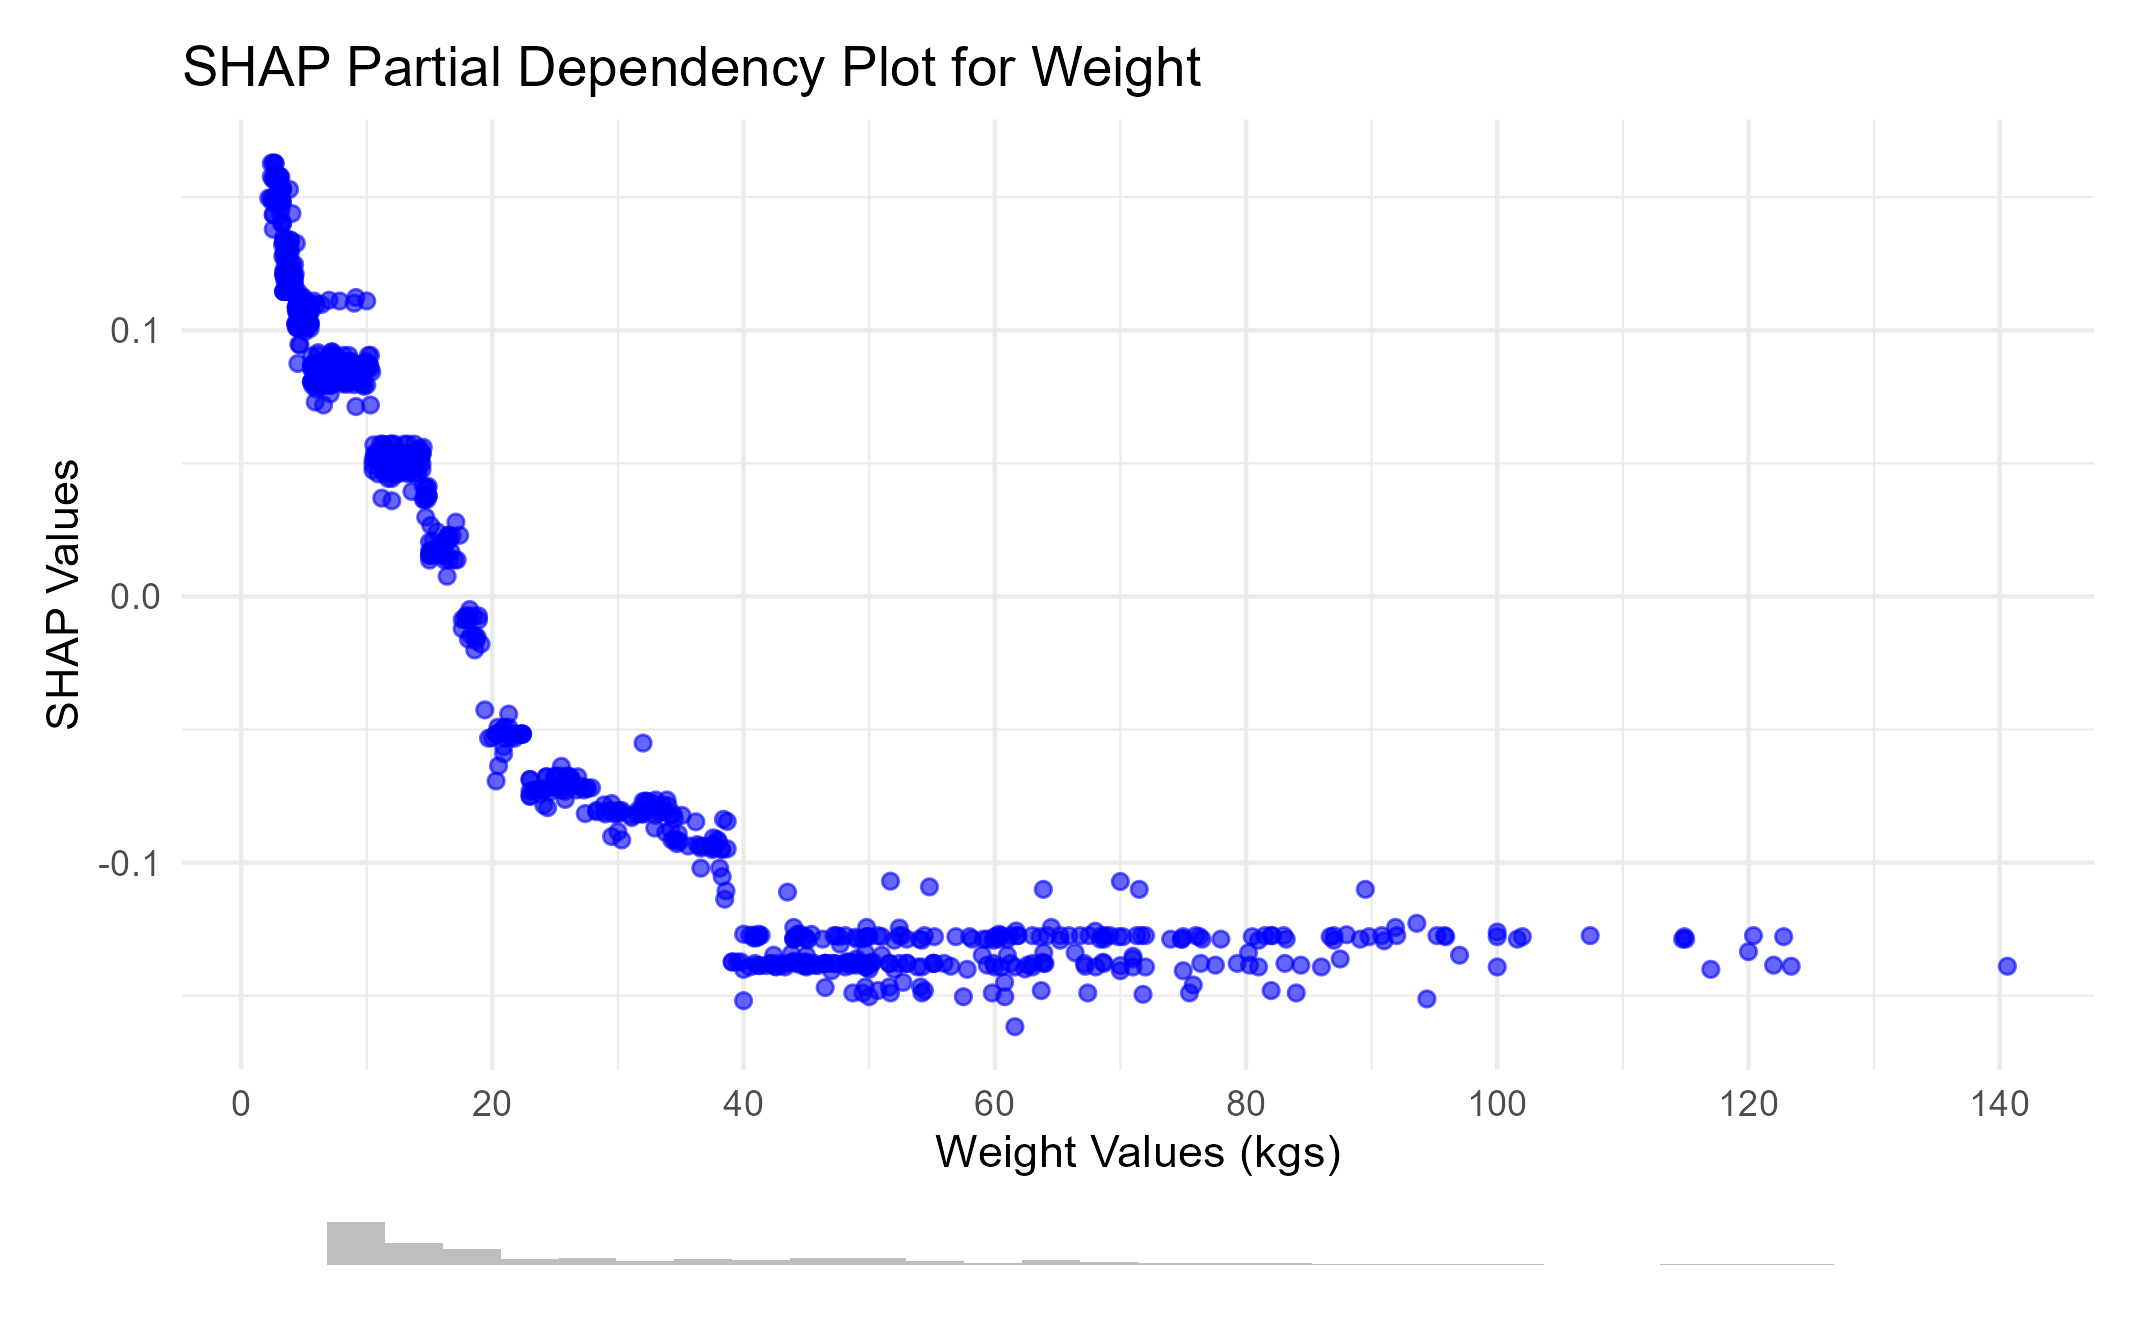 SHAP Partial Dependency Plot for Weight
SHAP Values
0.1
0.0
-0.1
0 20 40 60 80 100 120 140
Weight Values (kgs)